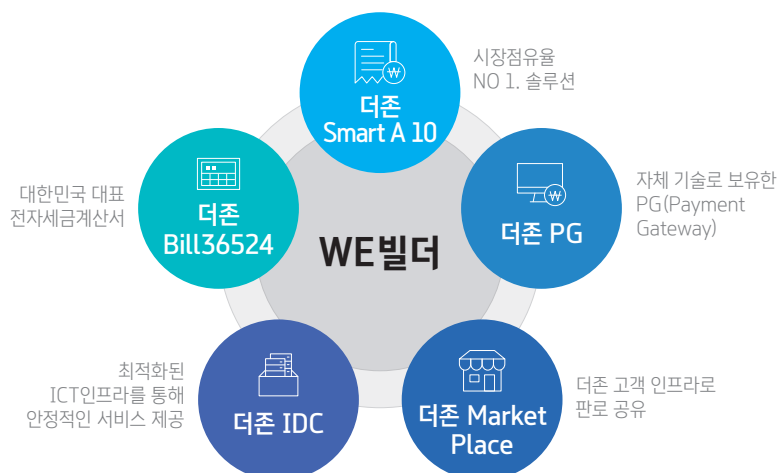 더존
Smart A 10
시장점유율
NO 1. 솔루션
대한민국 대표
전자세금계산서
더존
Bill36524
WE빌더
더존 PG
자체 기술로 보유한
PG(Payment
Gateway)
최적화된
ICT인프라를 통해
안정적인 서비스 제공
더존 IDC
더존 Market
Place
더존 고객 인프라로
판로 공유